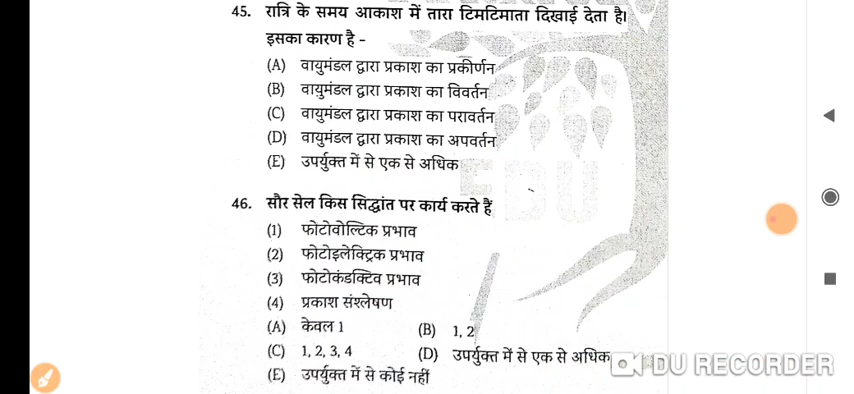 45. रात्रि के समय आकाश में तारा टिमटिमाता दिखाई देता है।
इसका कारण है -
(A) वायुमंडल द्वारा प्रकाश का प्रकीर्णन
(B) वायुमंडल द्वारा प्रकाश का विवर्तन
(C) वायुमंडल द्वारा प्रकाश का परावर्तन
(D) वायुमंडल द्वारा प्रकाश का अपवर्तन
(E) उपर्युक्त में से एक से अधिक
EDU
46. सौर सेल किस सिद्धांत पर कार्य करते हैं
(1) फोटोवोल्टिक प्रभाव
(2) फोटोइलेक्ट्रिक प्रभाव
(3) फोटोकंडक्टिव प्रभाव
(4) प्रकाश संश्लेषण
(A) केवल 1 (B) 1, 2
(C) 1, 2, 3, 4 (D) उपर्युक्त में से एक से अधिक
(E) उपर्युक्त में से कोई नहीं
DU RECORDER